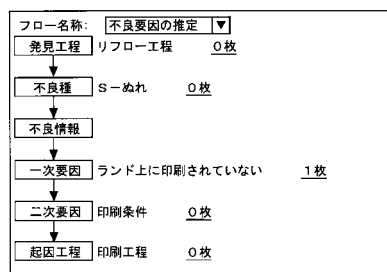 フロー名称: 不良要因の推定 ▼
発見工程 リフロー工程 0枚
不良種 S−ぬれ 0枚
不良情報
一次要因 ランド上に印刷されていない 1枚
二次要因 印刷条件 0枚
起因工程 印刷工程 0枚